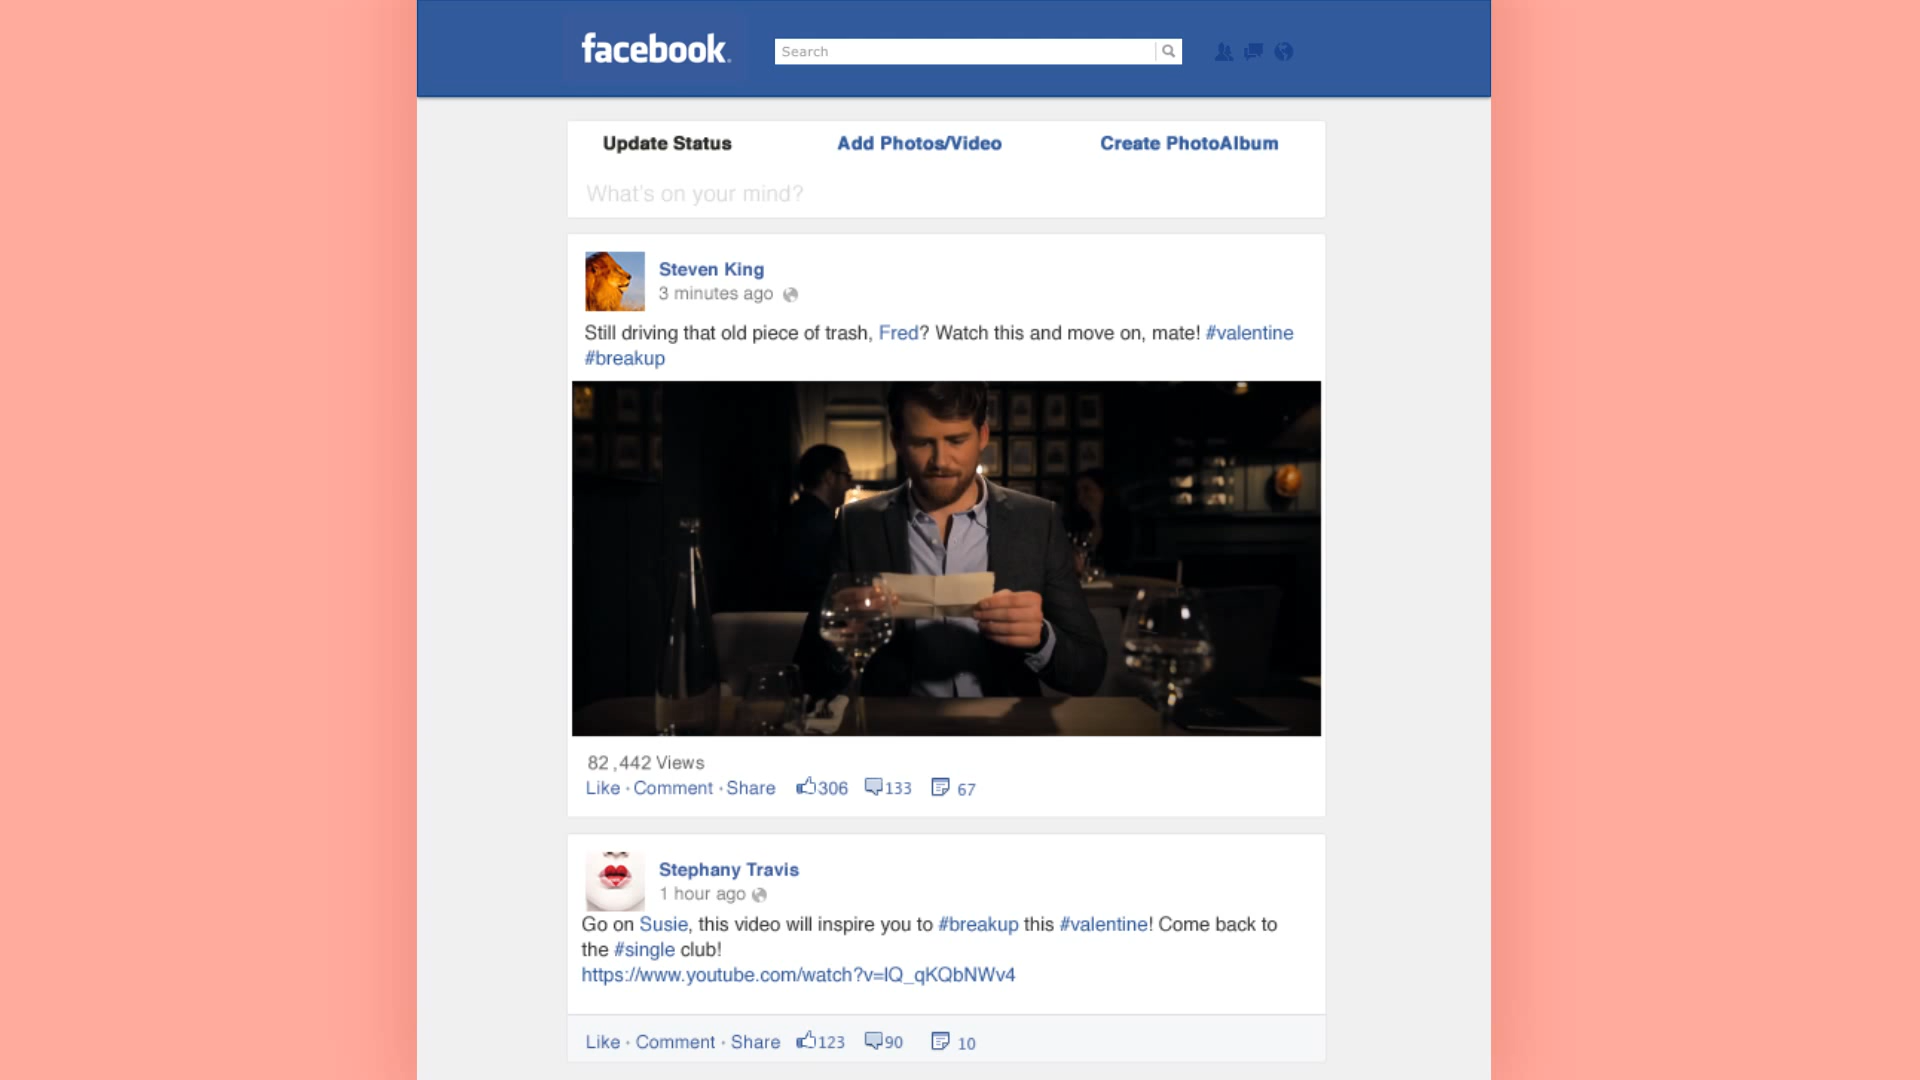 facebook.
Search
Update Status
Add Photos/Video
Create PhotoAlbum
What's on your mind?
Steven King
3 minutes ago
Still driving that old piece of trash, Fred? Watch this and move on, mate! #valentine
#breakup
82,442 Views
Like · Comment · Share 306 133 67
Stephany Travis
1 hour ago
Go on Susie, this video will inspire you to #breakup this #valentine! Come back to
the #single club!
https://www.youtube.com/watch?v=IQ_qKQbNWv4
Like · Comment · Share 123 90 10